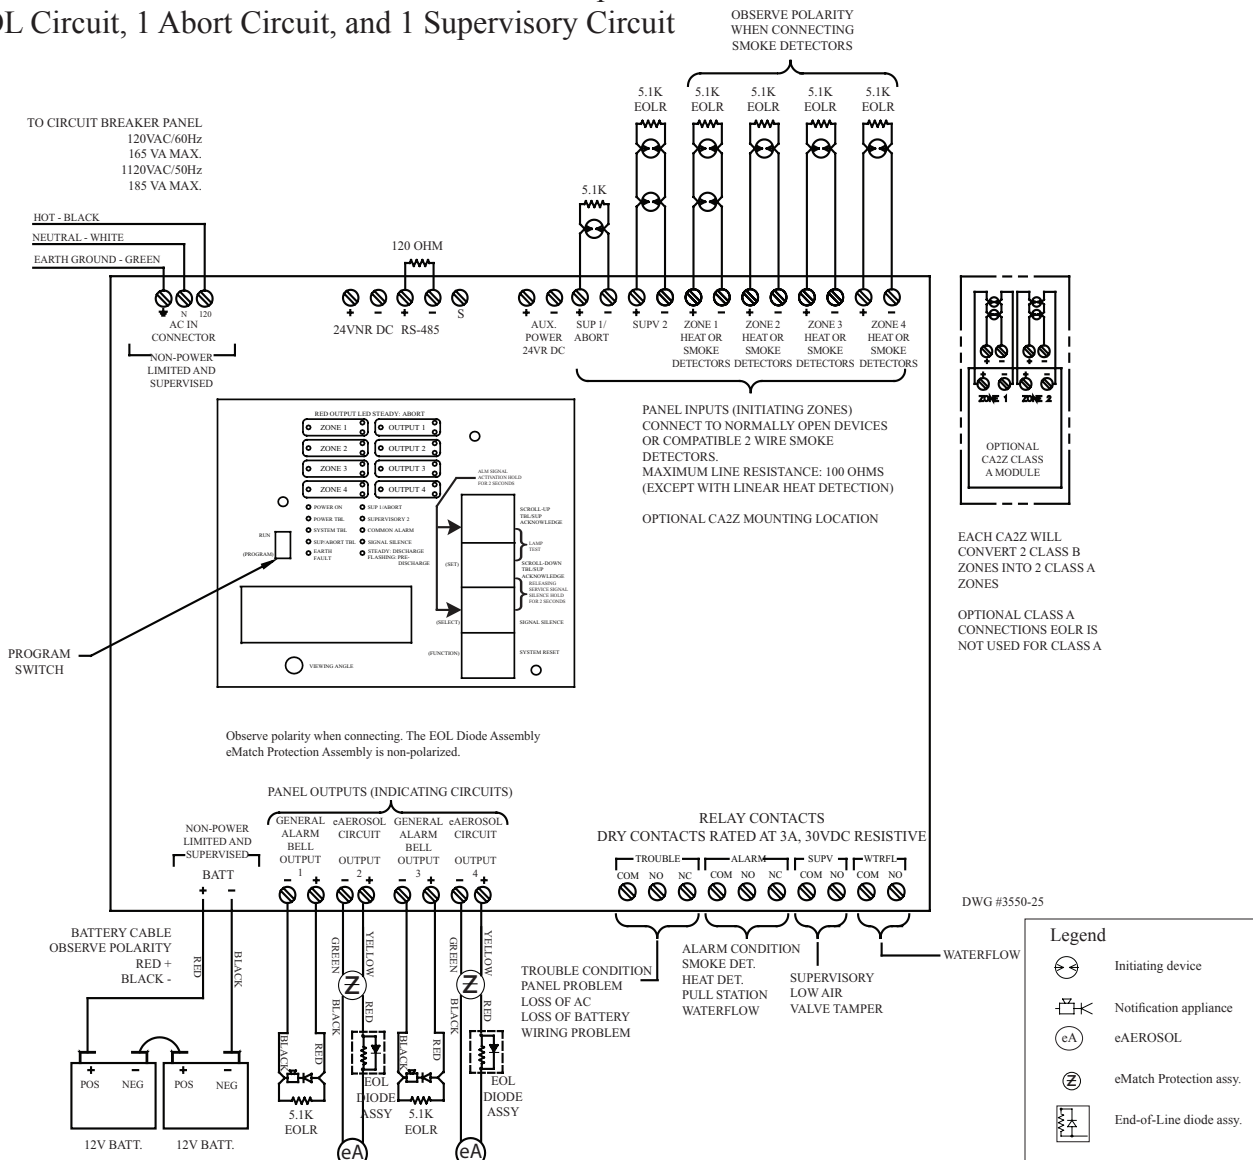 OL Circuit, 1 Abort Circuit, and 1 Supervisory Circuit
OBSERVE POLARITY
WHEN CONNECTING
SMOKE DETECTORS
5.1K
EOLR
5.1K
EOLR
5.1K
EOLR
5.1K
EOLR
5.1K
EOLR
5.1K
TO CIRCUIT BREAKER PANEL
120VAC/60Hz
165 VA MAX.
1120VAC/50Hz
185 VA MAX.
HOT - BLACK
NEUTRAL - WHITE
EARTH GROUND - GREEN
120 OHM
N 120
AC IN
CONNECTOR
NON-POWER
LIMITED AND
SUPERVISED
+ - + - S
24VNR DC RS-485
+ -
AUX.
POWER
24VR DC
+ -
SUP 1/
ABORT
+ -
SUPV 2
+ -
ZONE 1
HEAT OR
SMOKE
DETECTORS
+ -
ZONE 2
HEAT OR
SMOKE
DETECTORS
+ -
ZONE 3
HEAT OR
SMOKE
DETECTORS
+ -
ZONE 4
HEAT OR
SMOKE
DETECTORS
PANEL INPUTS (INITIATING ZONES)
CONNECT TO NORMALLY OPEN DEVICES
OR COMPATIBLE 2 WIRE SMOKE
DETECTORS.
MAXIMUM LINE RESISTANCE: 100 OHMS
(EXCEPT WITH LINEAR HEAT DETECTION)
OPTIONAL CA2Z MOUNTING LOCATION
+ - + -
+ - + -
ZONE 1 ZONE 2
OPTIONAL
CA2Z CLASS
A MODULE
EACH CA2Z WILL
CONVERT 2 CLASS B
ZONES INTO 2 CLASS A
ZONES
OPTIONAL CLASS A
CONNECTIONS EOLR IS
NOT USED FOR CLASS A
RED OUTPUT LED STEADY: ABORT
ZONE 1 OUTPUT 1
ZONE 2 OUTPUT 2
ZONE 3 OUTPUT 3
ZONE 4 OUTPUT 4
POWER ON SUP 1/ABORT
POWER TBL SUPERVISORY 2
SYSTEM TBL COMMON ALARM
SUP/ABORT TBL SIGNAL SILENCE
EARTH
FAULT
STEADY: DISCHARGE
FLASHING: PRE-
DISCHARGE
RUN
(PROGRAM)
ALM SIGNAL
ACTIVATION HOLD
FOR 2 SECONDS
SCROLL-UP
TBL/SUP
ACKNOWLEDGE
LAMP
TEST
(SET)
SCROLL-DOWN
TBL/SUP
ACKNOWLEDGE
RELEASING
SERVICE SIGNAL
SILENCE HOLD
FOR 2 SECONDS
(SELECT)
SIGNAL SILENCE
(FUNCTION)
SYSTEM RESET
VIEWING ANGLE
PROGRAM
SWITCH
Observe polarity when connecting. The EOL Diode Assembly
eMatch Protection Assembly is non-polarized.
PANEL OUTPUTS (INDICATING CIRCUITS)
NON-POWER
LIMITED AND
SUPERVISED
BATT
+ -
GENERAL
ALARM
BELL
OUTPUT
1
- +
eAEROSOL
CIRCUIT
OUTPUT
2
- +
GENERAL
ALARM
BELL
OUTPUT
3
- +
eAEROSOL
CIRCUIT
OUTPUT
4
- +
RELAY CONTACTS
DRY CONTACTS RATED AT 3A, 30VDC RESISTIVE
TROUBLE
COM NO NC
ALARM
COM NO NC
SUPV
COM NO
WTRFL
COM NO
DWG #3550-25
BATTERY CABLE
OBSERVE POLARITY
RED +
BLACK -
RED
BLACK
GREEN
YELLOW
GREEN
YELLOW
Z
Z
BLACK
RED
BLACK
RED
BLACK
RED
BLACK
RED
TROUBLE CONDITION
PANEL PROBLEM
LOSS OF AC
LOSS OF BATTERY
WIRING PROBLEM
ALARM CONDITION
SMOKE DET.
HEAT DET.
PULL STATION
WATERFLOW
SUPERVISORY
LOW AIR
VALVE TAMPER
WATERFLOW
+ -
POS NEG
+ -
POS NEG
12V BATT.
12V BATT.
5.1K
EOLR
EOL
DIODE
ASSY
5.1K
EOLR
EOL
DIODE
ASSY
eA
eA
Legend
Initiating device
Notification appliance
eA eAEROSOL
Z eMatch Protection assy.
End-of-Line diode assy.